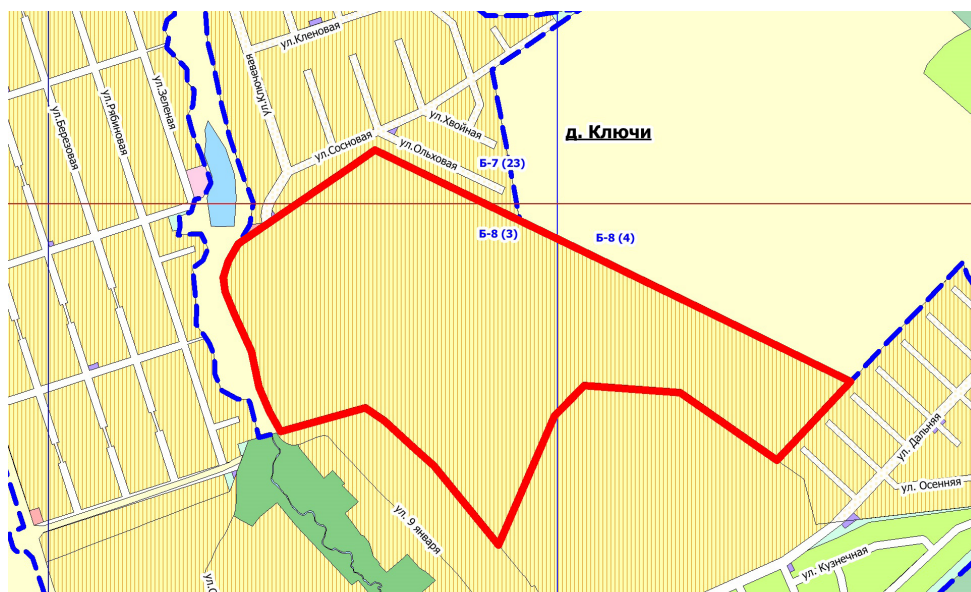 ул.Кленовая
ул.Ключевая
ул.Зеленая
ул.Рябиновая
ул.Березовая
ул.Сосновая
ул.Хвойная
ул.Ольховая
д. Ключи
Б-7 (23)
Б-8 (3)
Б-8 (4)
ул. Дальняя
ул. Осенняя
ул. 9 января
ул. Кузнечная